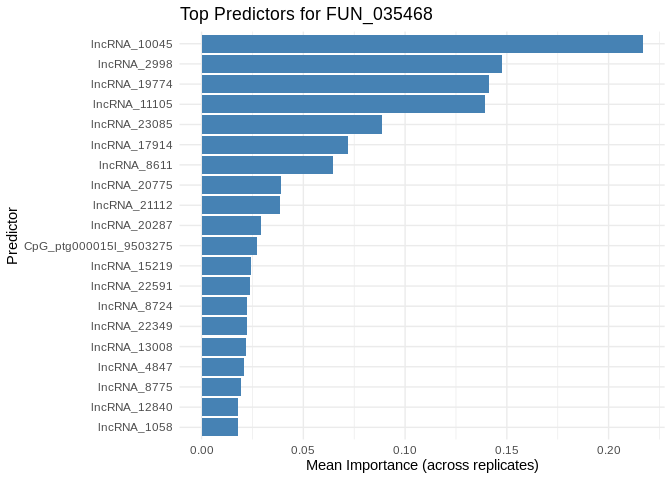 Top Predictors for FUN_035468
Predictor
lncRNA_10045
lncRNA_2998
lncRNA_19774
lncRNA_11105
lncRNA_23085
lncRNA_17914
lncRNA_8611
lncRNA_20775
lncRNA_21112
lncRNA_20287
CpG_ptg000015l_9503275
lncRNA_15219
lncRNA_22591
lncRNA_8724
lncRNA_22349
lncRNA_13008
lncRNA_4847
lncRNA_8775
lncRNA_12840
lncRNA_1058
0.00 0.05 0.10 0.15 0.20
Mean Importance (across replicates)